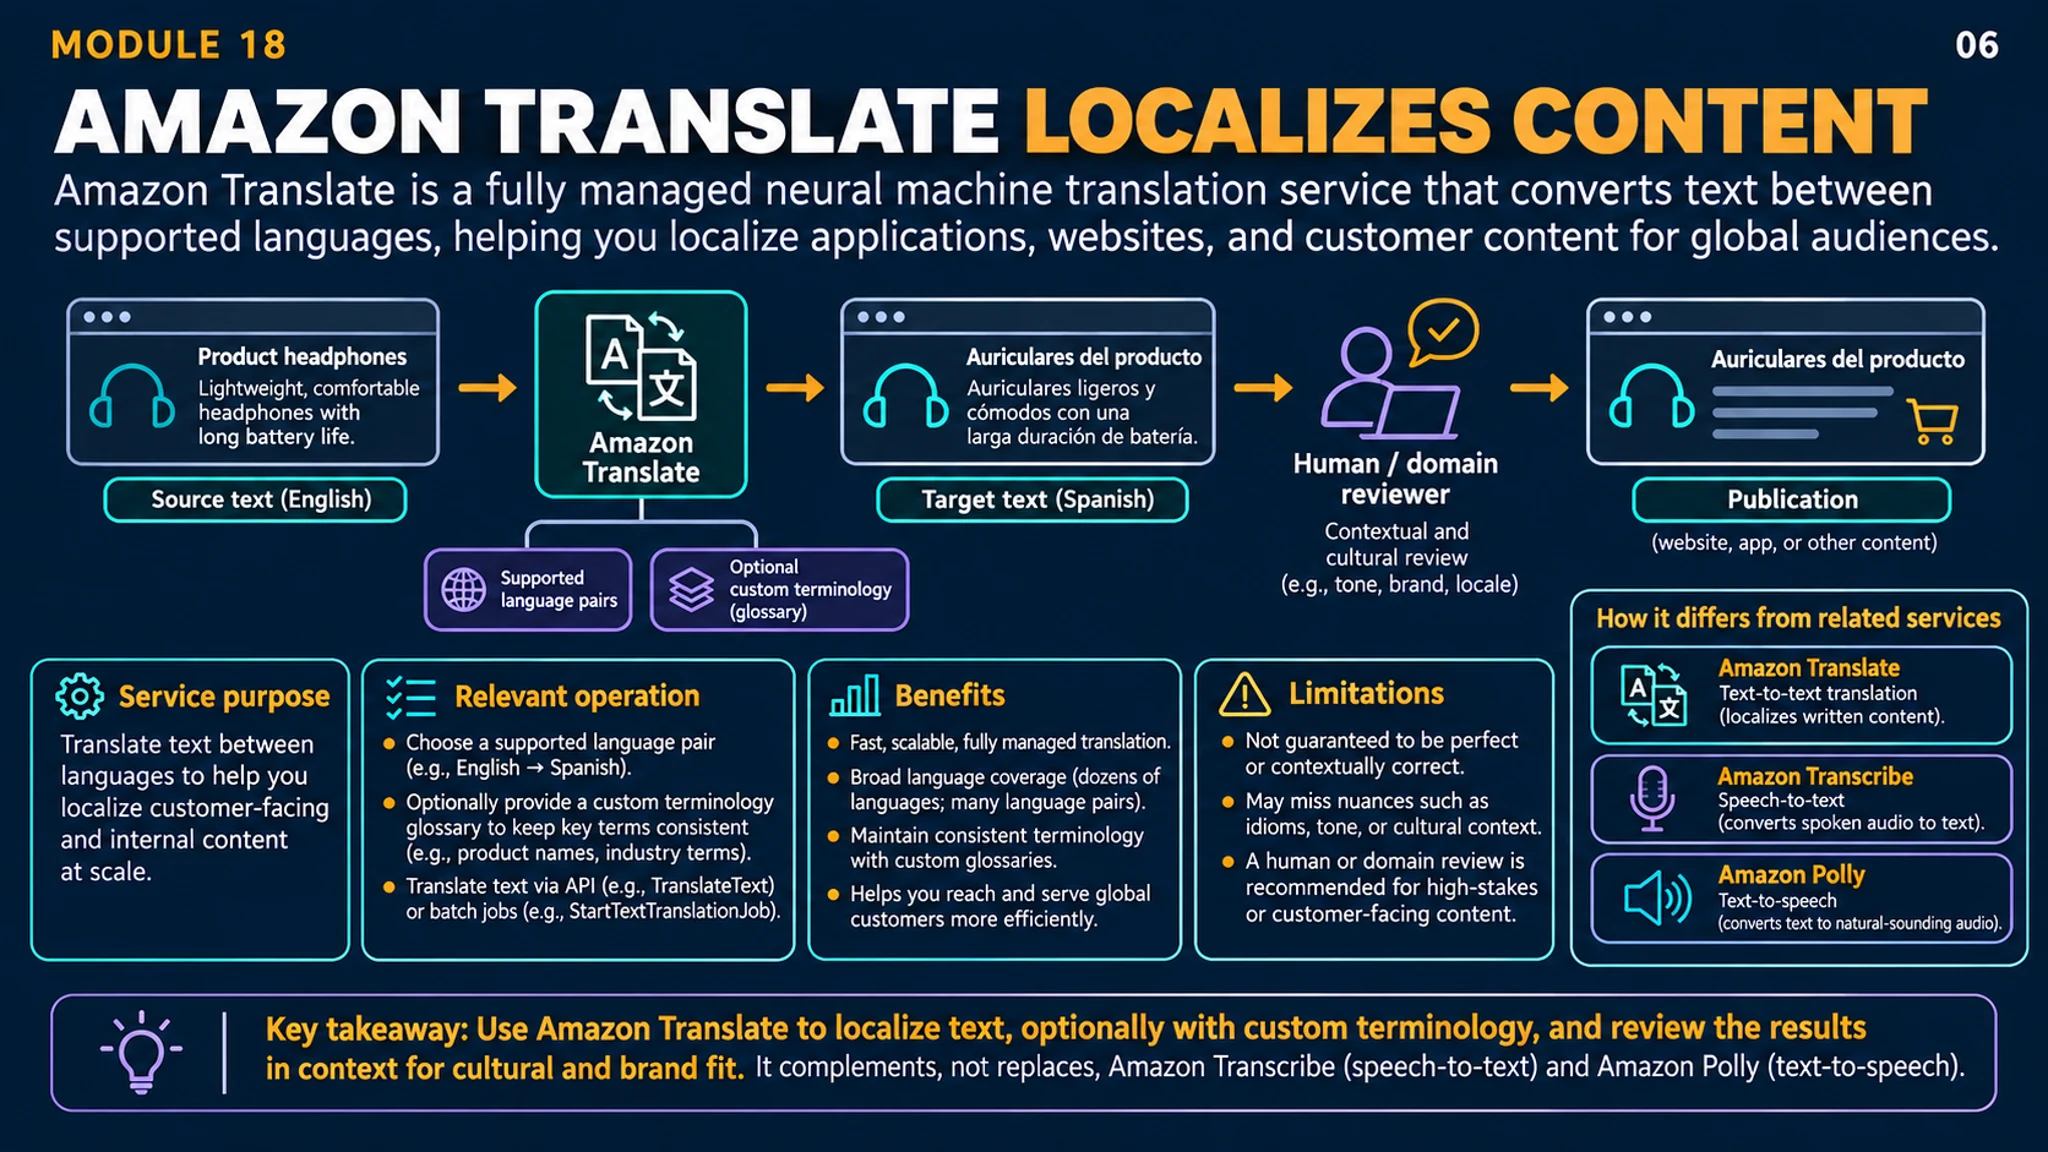 MODULE 18
06
AMAZON TRANSLATE LOCALIZES CONTENT
Amazon Translate is a fully managed neural machine translation service that converts text between
supported languages, helping you localize applications, websites, and customer content for global audiences.
Product headphones
Lightweight, comfortable
headphones with
long battery life.
Source text (English)
A
文
Amazon
Translate
Supported
language pairs
Optional
custom terminology
(glossary)
Auriculares del producto
Auriculares ligeros y
cómodos con una
larga duración de batería.
Target text (Spanish)
Human / domain
reviewer
Contextual and
cultural review
(e.g., tone, brand, locale)
Auriculares del producto
Publication
(website, app, or other content)
Service purpose
Translate text between
languages to help you
localize customer-facing
and internal content
at scale.
Relevant operation
Choose a supported language pair
(e.g., English → Spanish).
Optionally provide a custom terminology
glossary to keep key terms consistent
(e.g., product names, industry terms).
Translate text via API (e.g., TranslateText)
or batch jobs (e.g., StartTextTranslationJob).
Benefits
Fast, scalable, fully managed translation.
Broad language coverage (dozens of
languages; many language pairs).
Maintain consistent terminology
with custom glossaries.
Helps you reach and serve global
customers more efficiently.
Limitations
Not guaranteed to be perfect
or contextually correct.
May miss nuances such as
idioms, tone, or cultural context.
A human or domain review is
recommended for high-stakes
or customer-facing content.
How it differs from related services
A
文
Amazon Translate
Text-to-text translation
(localizes written content).
Amazon Transcribe
Speech-to-text
(converts spoken audio to text).
Amazon Polly
Text-to-speech
(converts text to natural-sounding audio).
Key takeaway: Use Amazon Translate to localize text, optionally with custom terminology, and review the results
in context for cultural and brand fit. It complements, not replaces, Amazon Transcribe (speech-to-text) and Amazon Polly (text-to-speech).